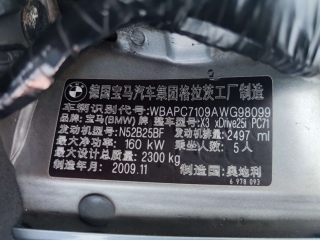 德国宝马汽车集团格拉茨工厂制造
车辆识别代号: WBAPC7109AWG98099
品牌: 宝马(BMW) 型号: X3 xDrive25i PC71
发动机型号: N52B25BF 发动机排量: 2497 ml
最大净功率: 160 kW 乘坐人数: 5人
最大设计总质量: 2300 kg
制造年月: 2009.11 制造国: 奥地利
6 978 093